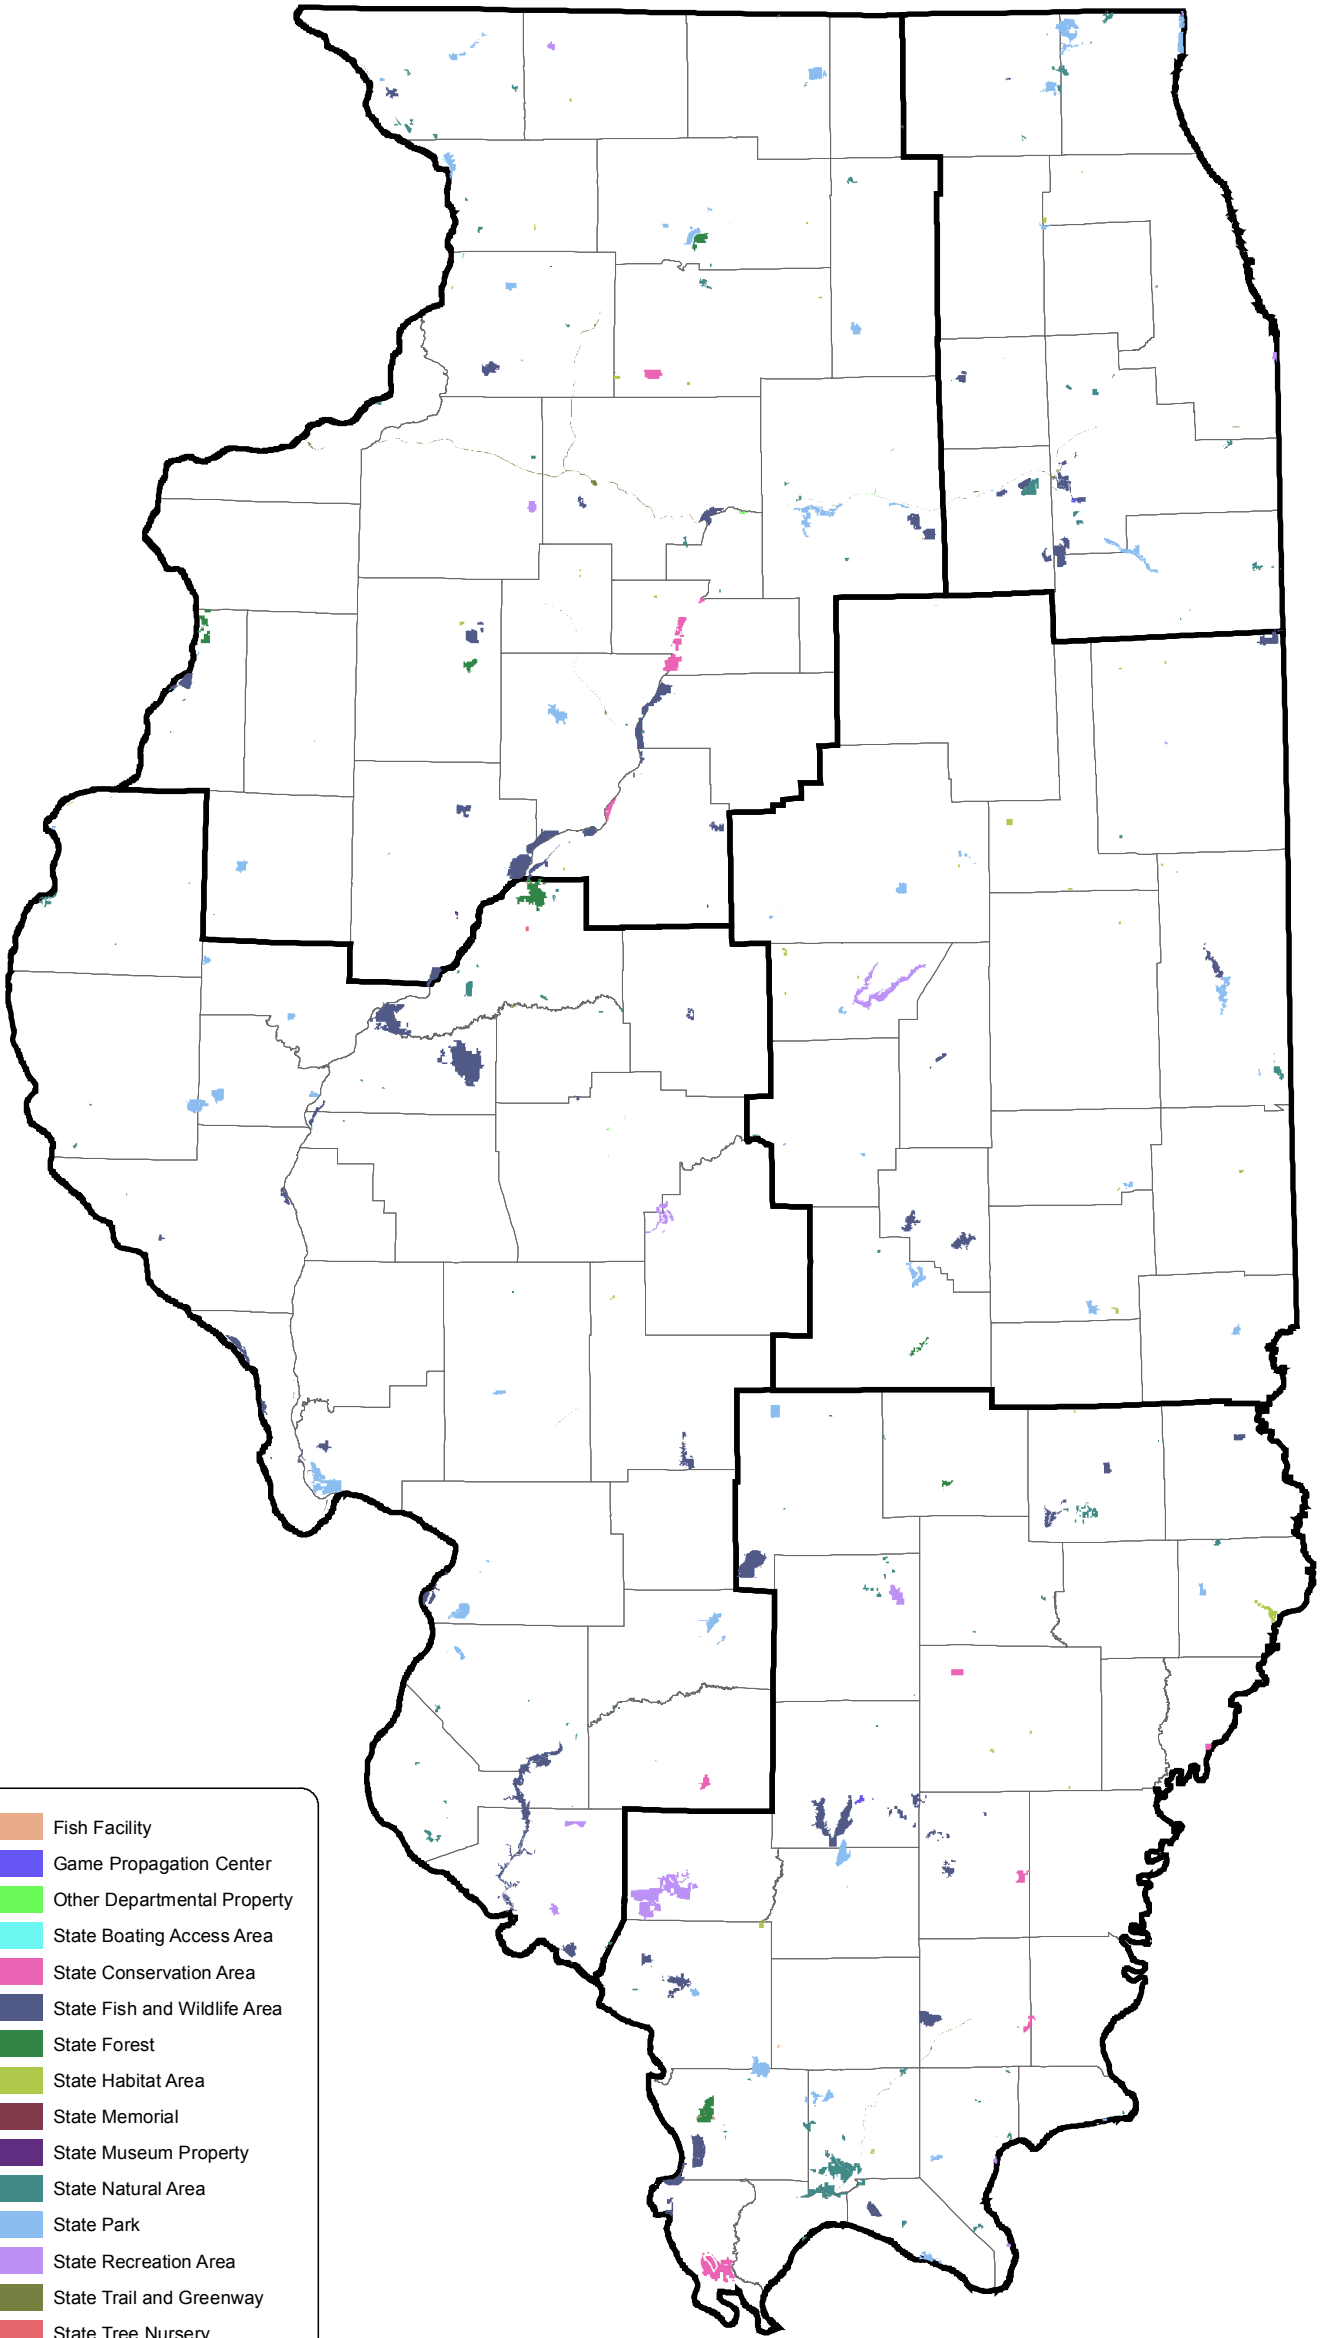 Fish Facility
Game Propagation Center
Other Departmental Property
State Boating Access Area
State Conservation Area
State Fish and Wildlife Area
State Forest
State Habitat Area
State Memorial
State Museum Property
State Natural Area
State Park
State Recreation Area
State Trail and Greenway
State Tree Nursery